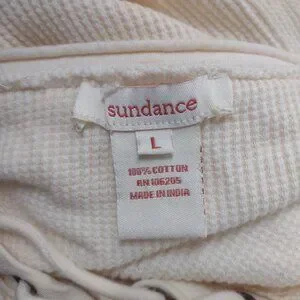 sundance
L
100% COTTON
RN 106205
MADE IN INDIA